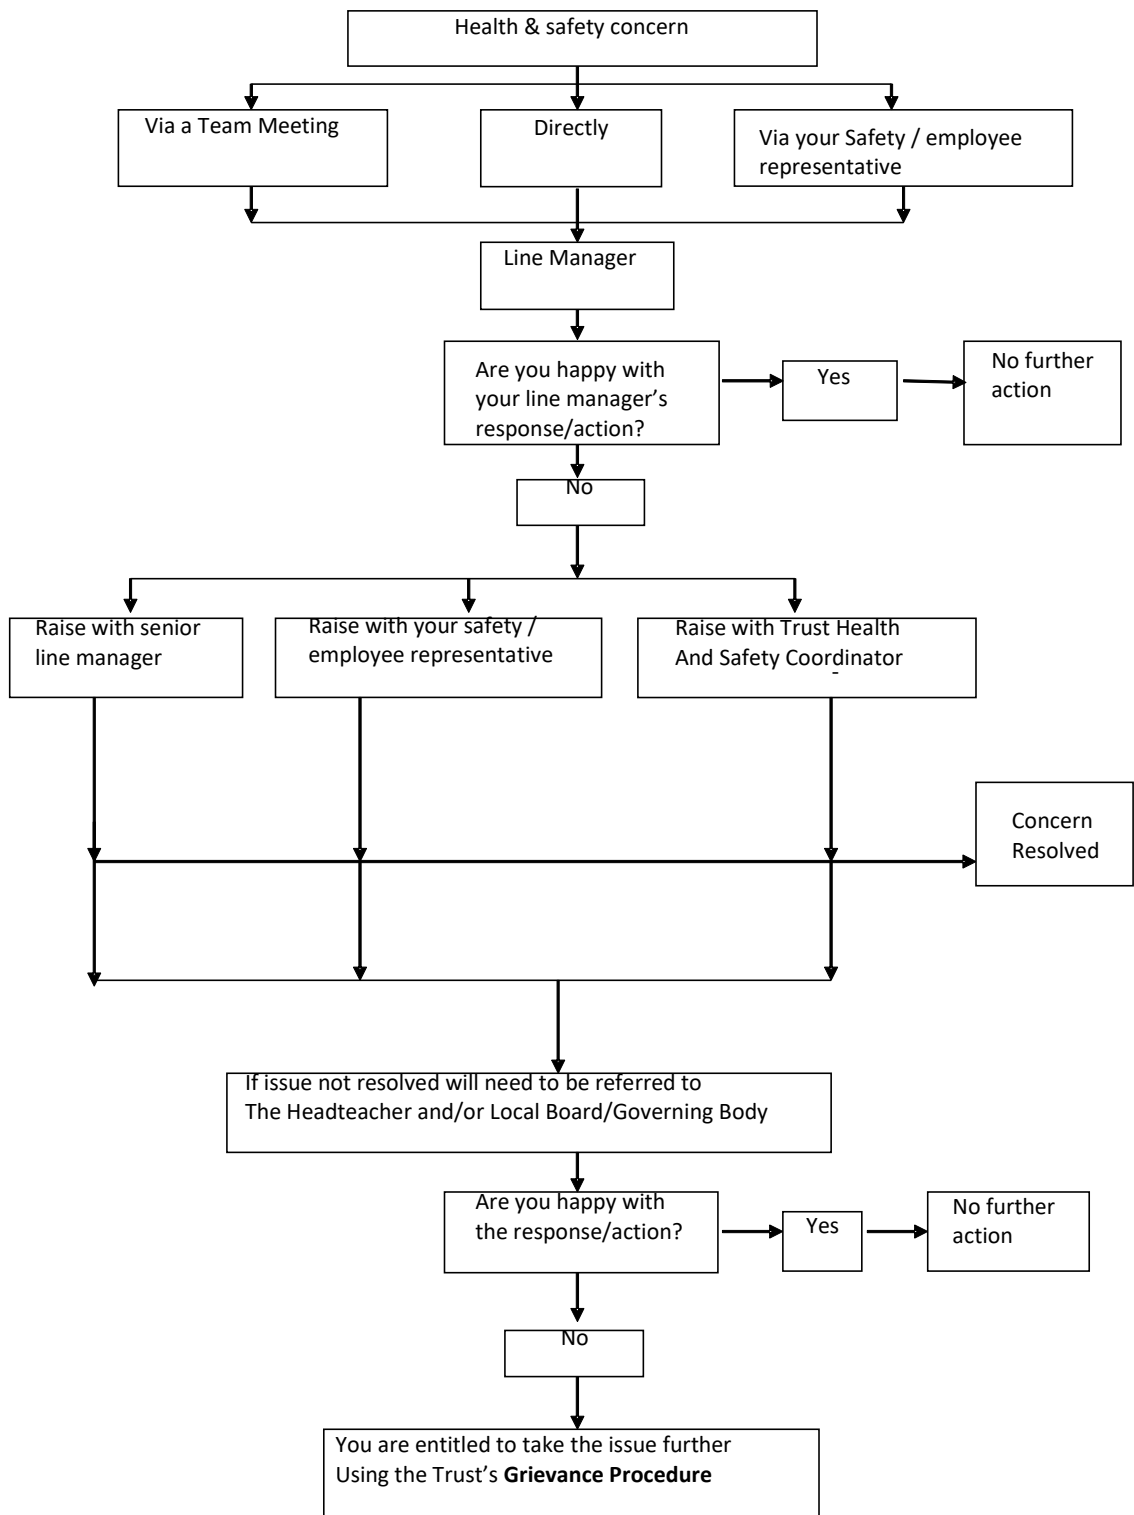 Health & safety concern
Via a Team Meeting
Directly
Via your Safety / employee
representative
Line Manager
Are you happy with
your line manager’s
response/action?
Yes
No further
action
No
Raise with senior
line manager
Raise with your safety /
employee representative
Raise with Trust Health
And Safety Coordinator
Concern
Resolved
If issue not resolved will need to be referred to
The Headteacher and/or Local Board/Governing Body
Are you happy with
the response/action?
Yes
No further
action
No
You are entitled to take the issue further
Using the Trust’s Grievance Procedure